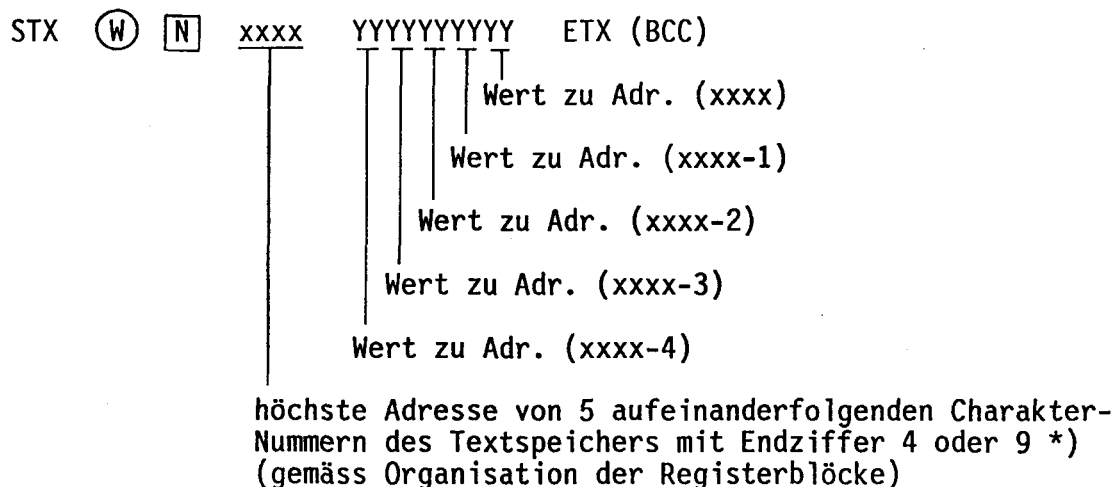 STX W N xxxx YYYYYYYYYY ETX (BCC)
Wert zu Adr. (xxxx)
Wert zu Adr. (xxxx-1)
Wert zu Adr. (xxxx-2)
Wert zu Adr. (xxxx-3)
Wert zu Adr. (xxxx-4)
höchste Adresse von 5 aufeinanderfolgenden Charakter-
Nummern des Textspeichers mit Endziffer 4 oder 9 *)
(gemäss Organisation der Registerblöcke)